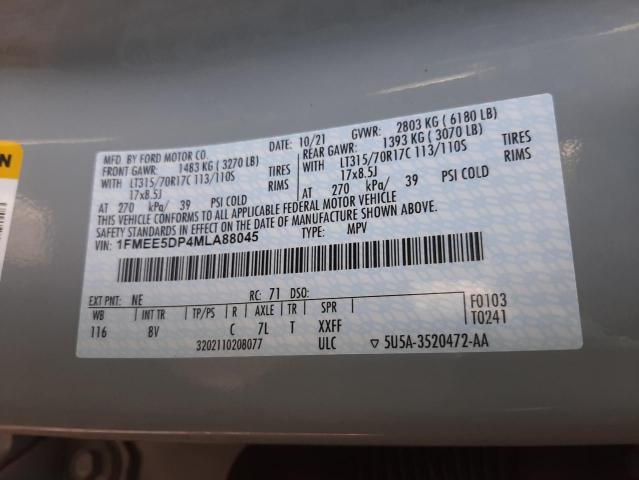 DATE: 10/21 GVWR: 2803 KG ( 6180 LB)
MFD. BY FORD MOTOR CO.
FRONT GAWR: 1483 KG ( 3270 LB) REAR GAWR: 1393 KG ( 3070 LB)
WITH LT315/70R17C 113/110S TIRES WITH LT315/70R17C 113/110S TIRES
17x8.5J RIMS 17x8.5J RIMS
AT 270 kPa/ 39 PSI COLD AT 270 kPa/ 39 PSI COLD
THIS VEHICLE CONFORMS TO ALL APPLICABLE FEDERAL MOTOR VEHICLE
SAFETY STANDARDS IN EFFECT ON THE DATE OF MANUFACTURE SHOWN ABOVE.
VIN: 1FMEE5DP4MLA88045 TYPE: MPV
EXT PNT: NE RC: 71 DSO:
WB INT TR TP/PS R AXLE TR SPR F0103
116 8V C 7L T XXFF T0241
3202110208077 ULC ▽ 5U5A-3520472-AA